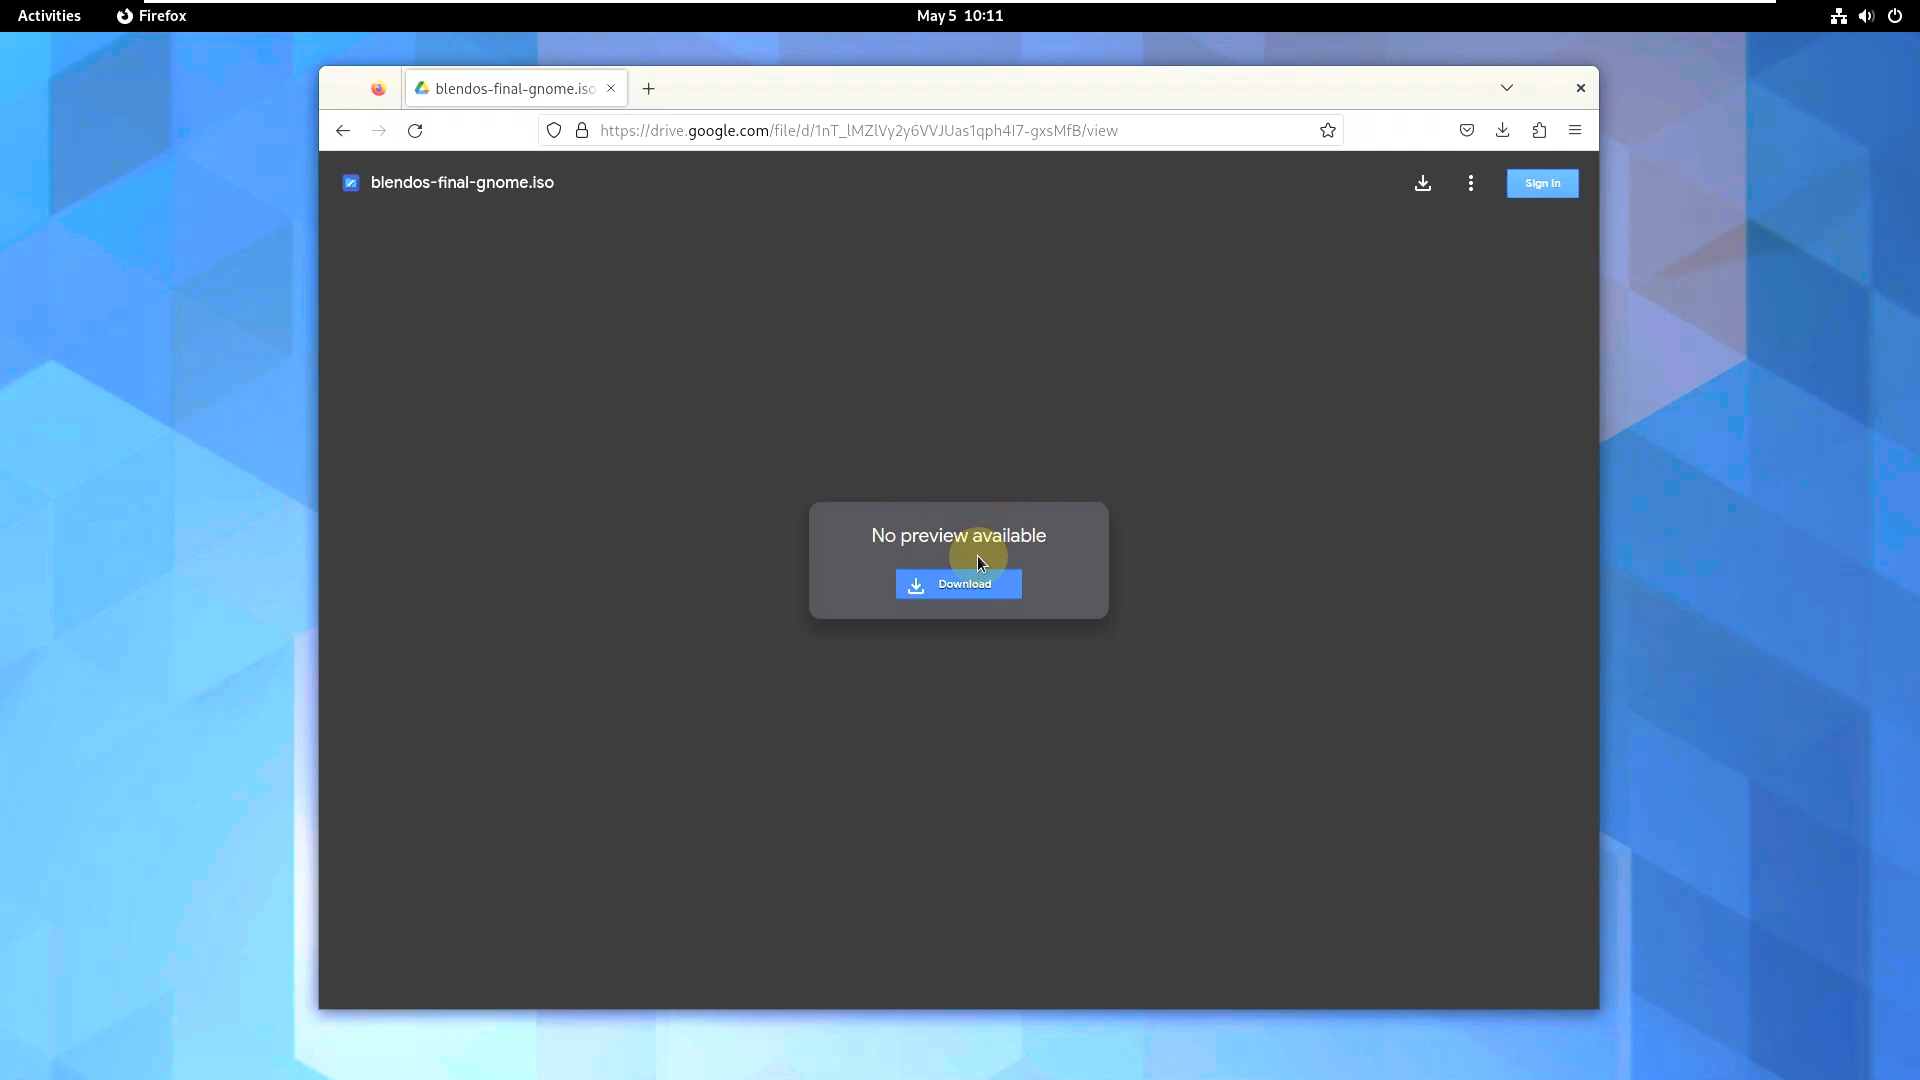 Activities Firefox May 5 10:11
blendos-final-gnome.iso
https://drive.google.com/file/d/1nT_lMZlVy2y6VVJUas1qph4I7-gxsMfB/view
blendos-final-gnome.iso Sign in
No preview available
Download